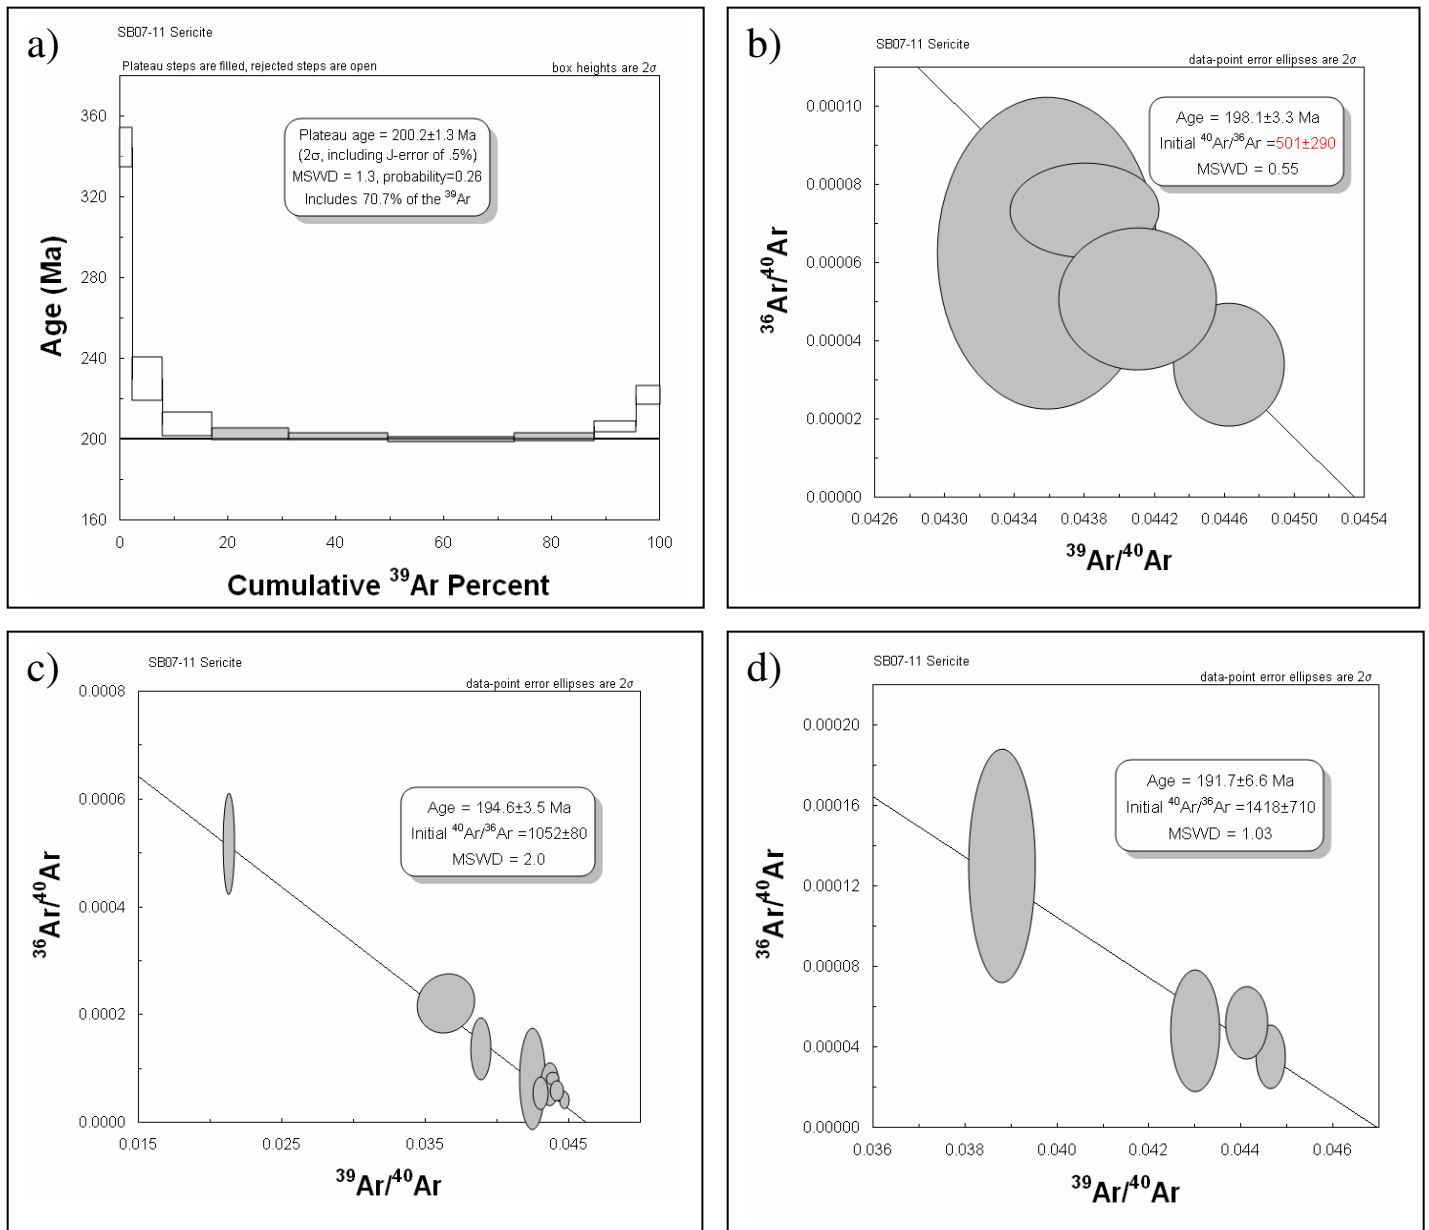 a)
SB07-11 Sericite
Plateau steps are filled, rejected steps are open
box heights are 2σ
Plateau age = 200.2±1.3 Ma
(2σ, including J-error of .5%)
MSWD = 1.3, probability=0.26
Includes 70.7% of the ³⁹Ar
Age (Ma)
360
320
280
240
200
160
0 20 40 60 80 100
Cumulative ³⁹Ar Percent
b)
SB07-11 Sericite
data-point error ellipses are 2σ
Age = 198.1±3.3 Ma
Initial ⁴⁰Ar/³⁶Ar =501±290
MSWD = 0.55
³⁶Ar/⁴⁰Ar
0.00010
0.00008
0.00006
0.00004
0.00002
0.00000
0.0426 0.0430 0.0434 0.0438 0.0442 0.0446 0.0450 0.0454
³⁹Ar/⁴⁰Ar
c)
SB07-11 Sericite
data-point error ellipses are 2σ
Age = 194.6±3.5 Ma
Initial ⁴⁰Ar/³⁶Ar =1052±80
MSWD = 2.0
³⁶Ar/⁴⁰Ar
0.0008
0.0006
0.0004
0.0002
0.0000
0.015 0.025 0.035 0.045
³⁹Ar/⁴⁰Ar
d)
SB07-11 Sericite
data-point error ellipses are 2σ
Age = 191.7±6.6 Ma
Initial ⁴⁰Ar/³⁶Ar =1418±710
MSWD = 1.03
³⁶Ar/⁴⁰Ar
0.00020
0.00016
0.00012
0.00008
0.00004
0.00000
0.036 0.038 0.040 0.042 0.044 0.046
³⁹Ar/⁴⁰Ar